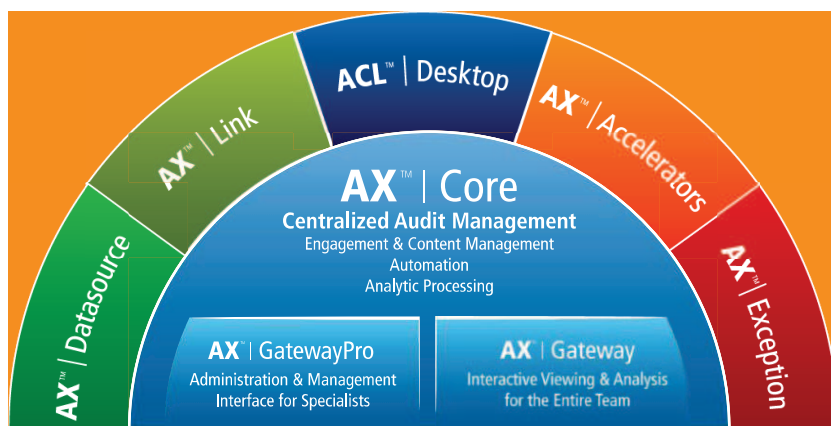 AX™ | Datasource
AX™ | Link
ACL™ | Desktop
AX™ | Accelerators
AX™ | Exception
AX™ | Core
Centralized Audit Management
Engagement & Content Management
Automation
Analytic Processing
AX™ | GatewayPro
Administration & Management
Interface for Specialists
AX™ | Gateway
Interactive Viewing & Analysis
for the Entire Team